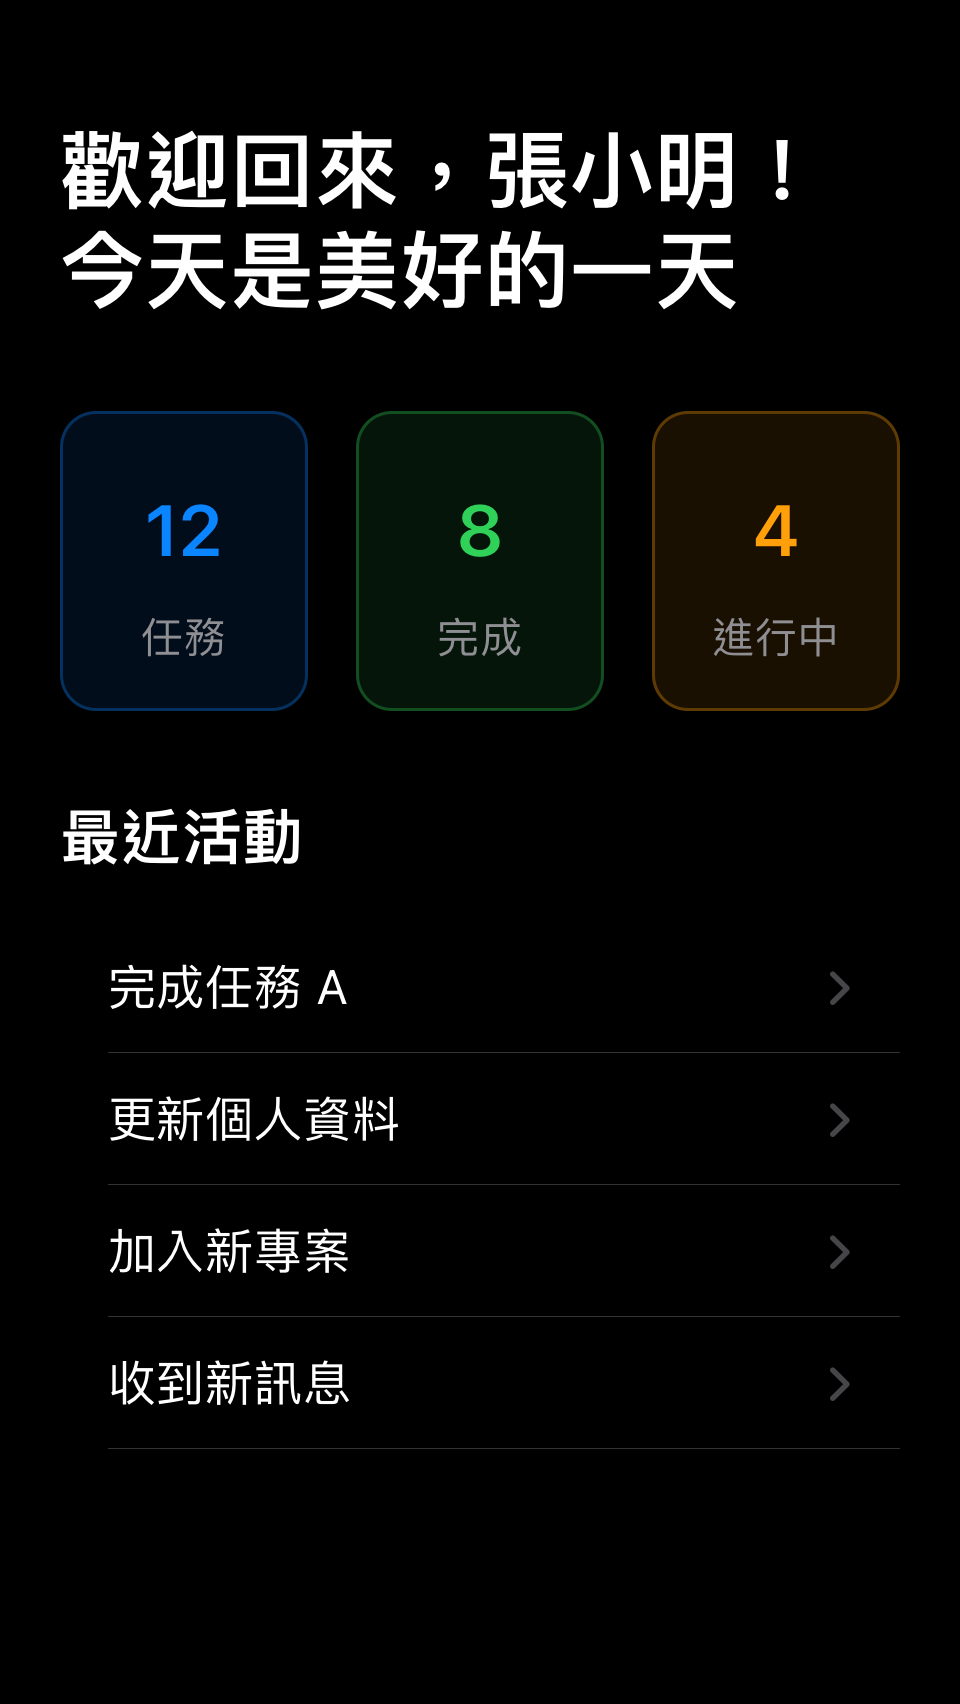 歡迎回來，張小明！
今天是美好的一天
12
任務
8
完成
4
進行中
最近活動
完成任務 A
更新個人資料
加入新專案
收到新訊息